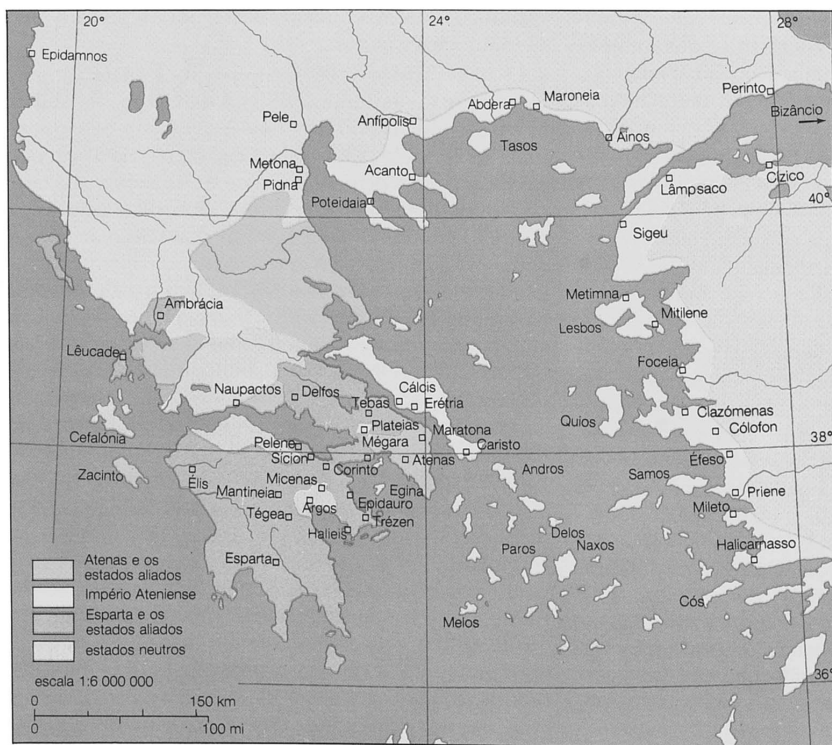 20°
24°
28°
Epidamnos
Pele
Anfípolis
Abdera
Maroneia
Perinto
Bizâncio
Tasos
Ainos
Metona
Pidna
Acanto
Poteidaia
Lâmpsaco
Cízico
40°
Sigeu
Ambrácia
Metimna
Lesbos
Mitilene
Lêucade
Foceia
Naupactos
Delfos
Tebas
Cálcis
Erétria
Quios
Clazómenas
Cólofon
Cefalónia
Plateias
Maratona
Pelene
Mégara
Sícion
Corinto
Atenas
Caristo
38°
Éfeso
Zacinto
Élis
Micenas
Mantineia
Argos
Epidauro
Egina
Andros
Samos
Priene
Tégea
Trézen
Halieis
Mileto
Delos
Naxos
Paros
Halicarnasso
Esparta
Melos
Cós
Atenas e os
estados aliados
Império Ateniense
Esparta e os
estados aliados
estados neutros
36°
escala 1:6 000 000
0
150 km
0
100 mi